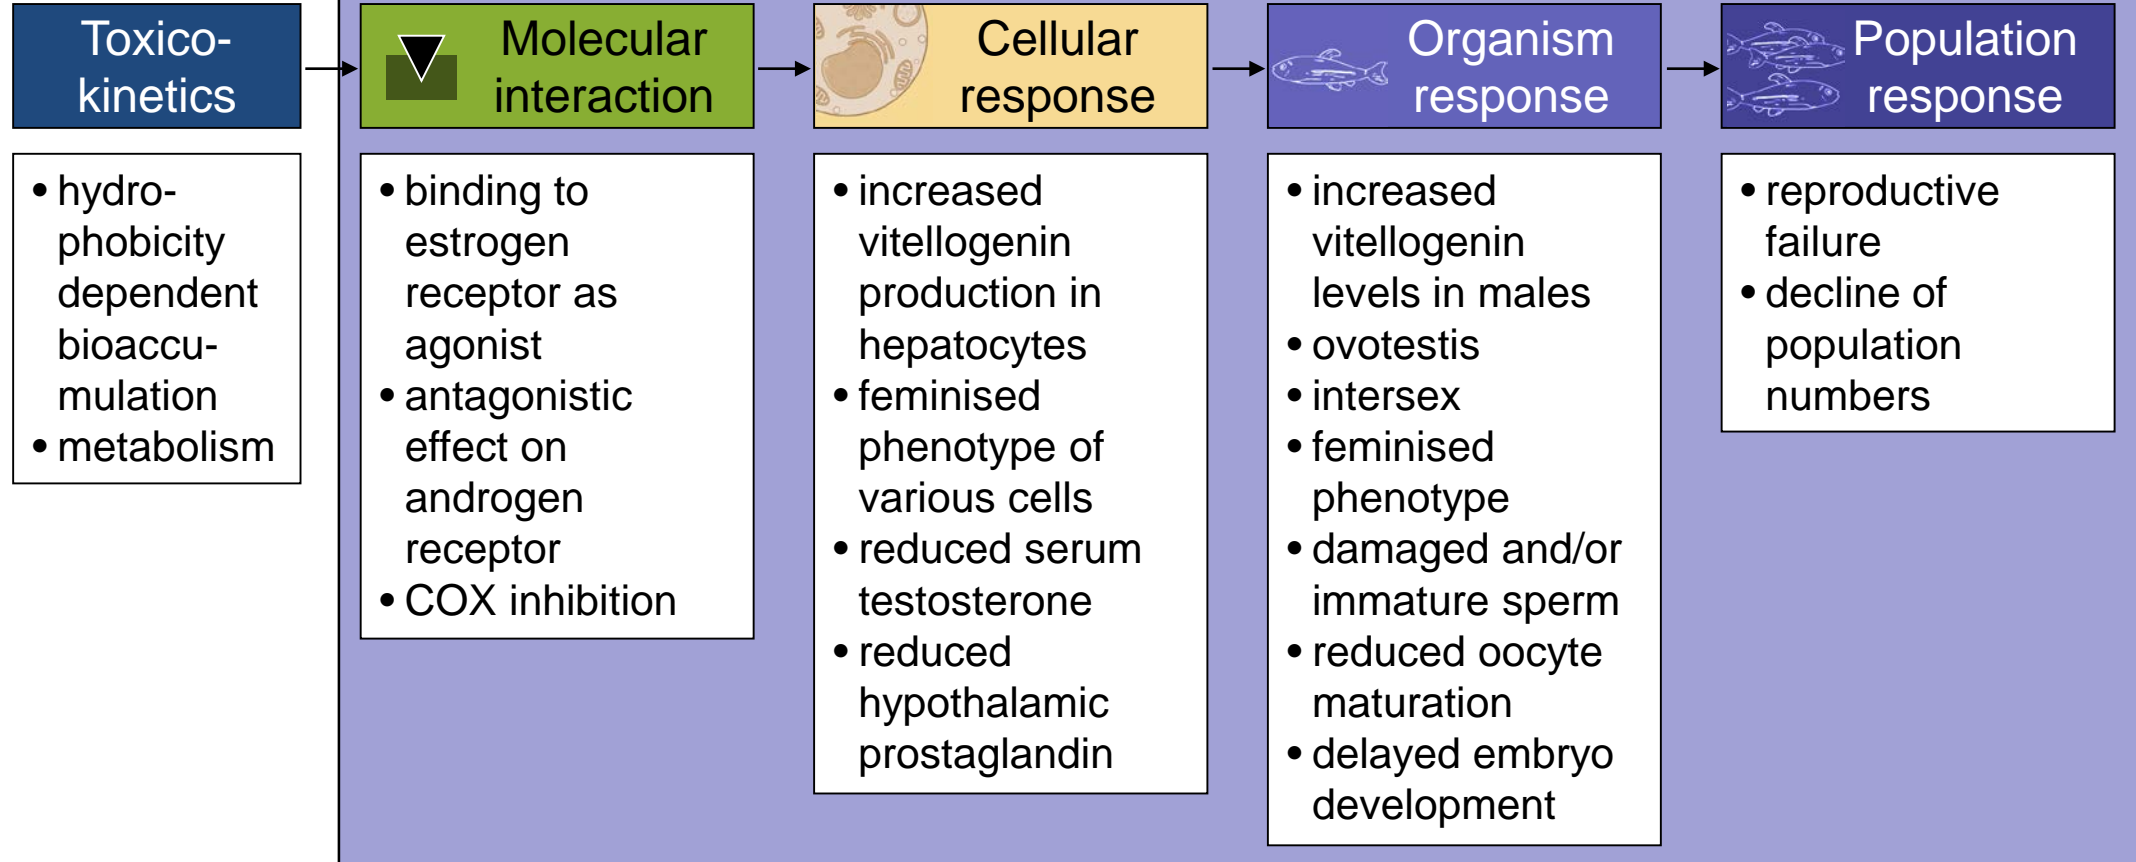 Toxico-
kinetics
• hydro-
phobicity
dependent
bioaccu-
mulation
• metabolism
Molecular
interaction
• binding to
estrogen
receptor as
agonist
• antagonistic
effect on
androgen
receptor
• COX inhibition
Cellular
response
• increased
vitellogenin
production in
hepatocytes
• feminised
phenotype of
various cells
• reduced serum
testosterone
• reduced
hypothalamic
prostaglandin
Organism
response
• increased
vitellogenin
levels in males
• ovotestis
• intersex
• feminised
phenotype
• damaged and/or
immature sperm
• reduced oocyte
maturation
• delayed embryo
development
Population
response
• reproductive
failure
• decline of
population
numbers